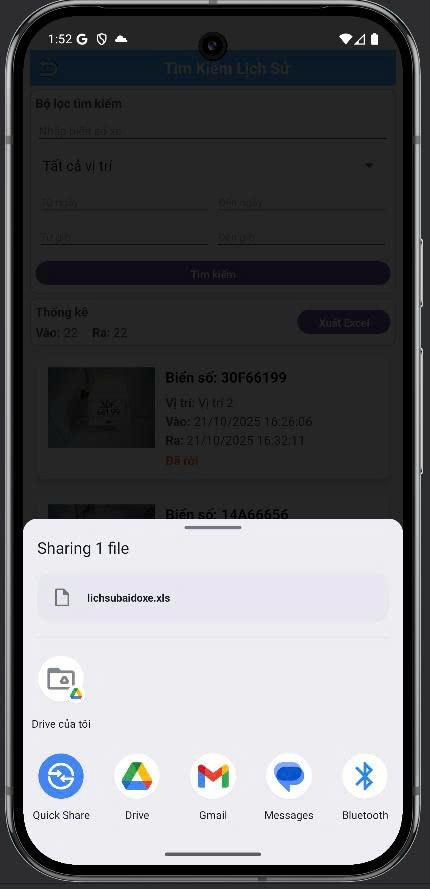 1:52
Tìm Kiếm Lịch Sử
Bộ lọc tìm kiếm
Nhập biển số xe
Tất cả vị trí
Từ ngày
Đến ngày
Từ giờ
Đến giờ
Tìm kiếm
Thống kê
Vào: 22 Ra: 22
Xuất Excel
30F
661.99
Biển số: 30F66199
Vị trí: Vị trí 2
Vào: 21/10/2025 16:26:06
Ra: 21/10/2025 16:32:11
Đã rời
Biển số: 14A66656
Sharing 1 file
lichsubaidoxe.xls
Drive của tôi
Quick Share
Drive
Gmail
Messages
Bluetooth